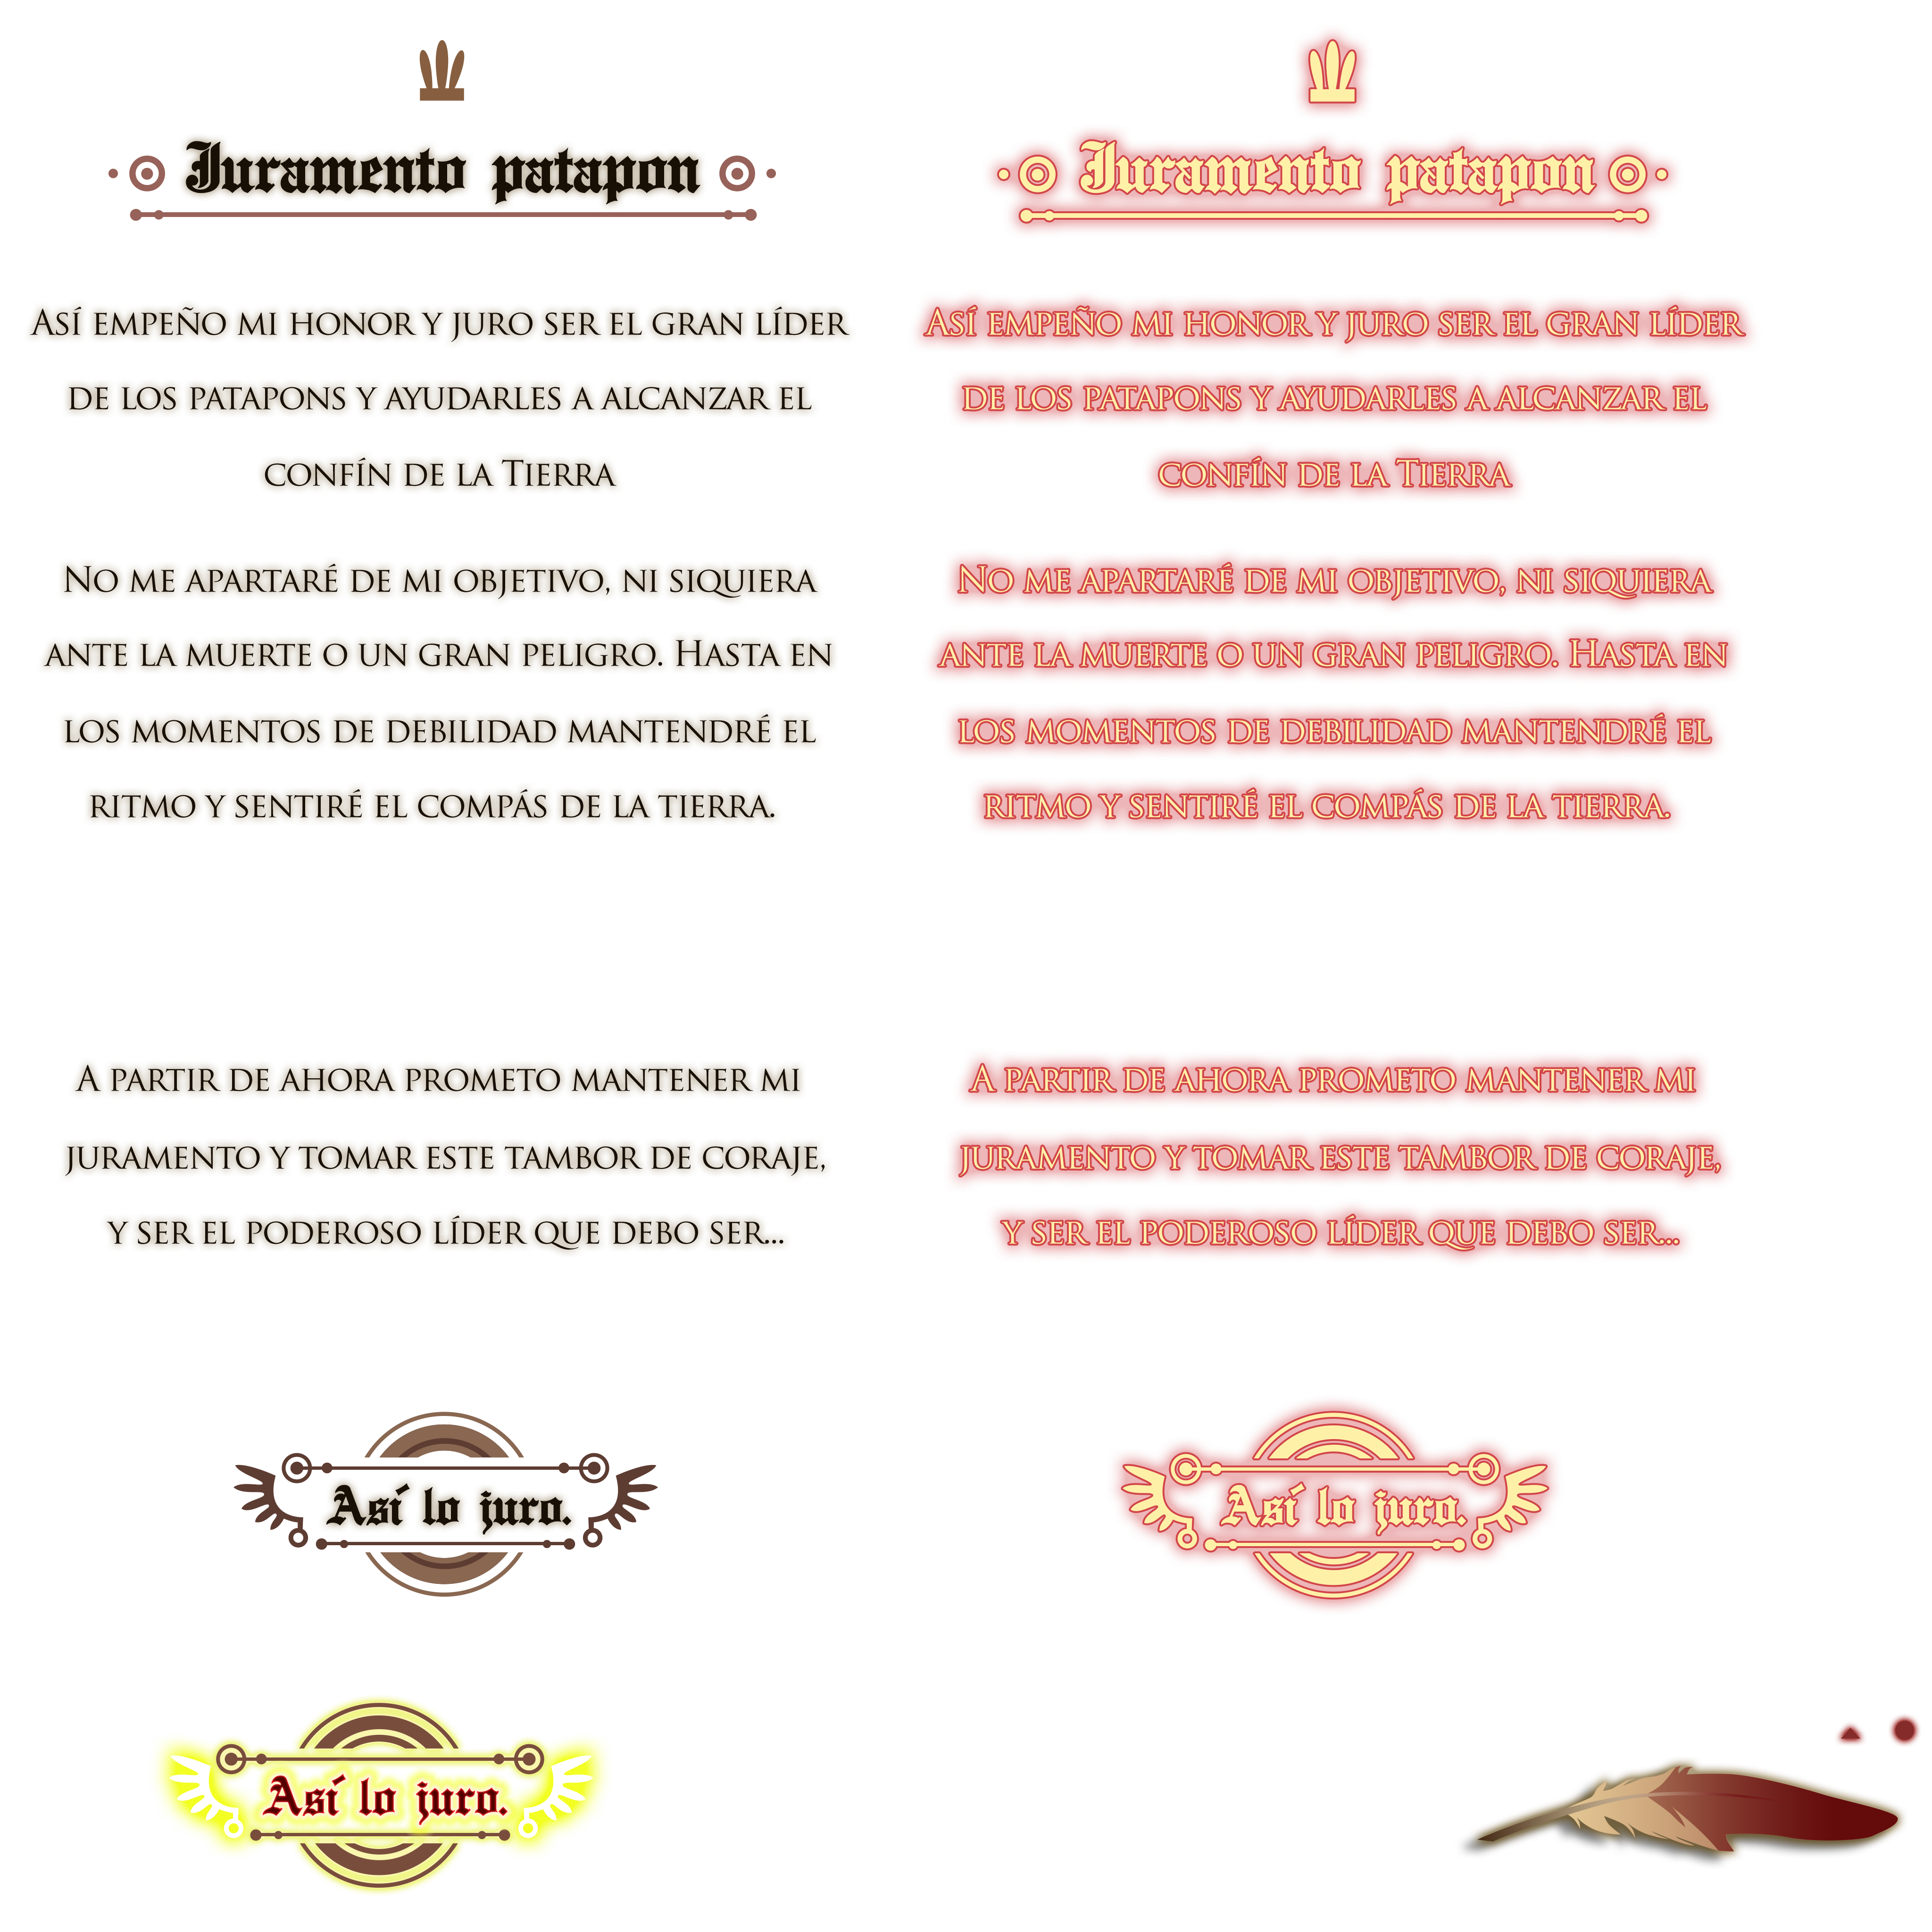 Juramento patapon
Así empeño mi honor y juro ser el gran líder
de los patapons y ayudarles a alcanzar el
confín de la Tierra
No me apartaré de mi objetivo, ni siquiera
ante la muerte o un gran peligro. Hasta en
los momentos de debilidad mantendré el
ritmo y sentiré el compás de la tierra.
A partir de ahora prometo mantener mi
juramento y tomar este tambor de coraje,
y ser el poderoso líder que debo ser...
Así lo juro.
Así lo juro.
Juramento patapon
Así empeño mi honor y juro ser el gran líder
de los patapons y ayudarles a alcanzar el
confín de la Tierra
No me apartaré de mi objetivo, ni siquiera
ante la muerte o un gran peligro. Hasta en
los momentos de debilidad mantendré el
ritmo y sentiré el compás de la tierra.
A partir de ahora prometo mantener mi
juramento y tomar este tambor de coraje,
y ser el poderoso líder que debo ser...
Así lo juro.